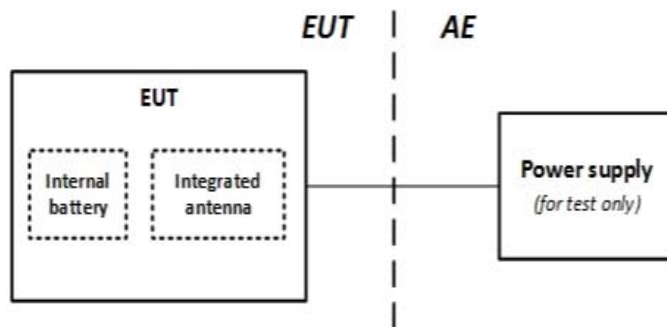 EUT AE
EUT
Internal
battery
Integrated
antenna
Power supply
(for test only)